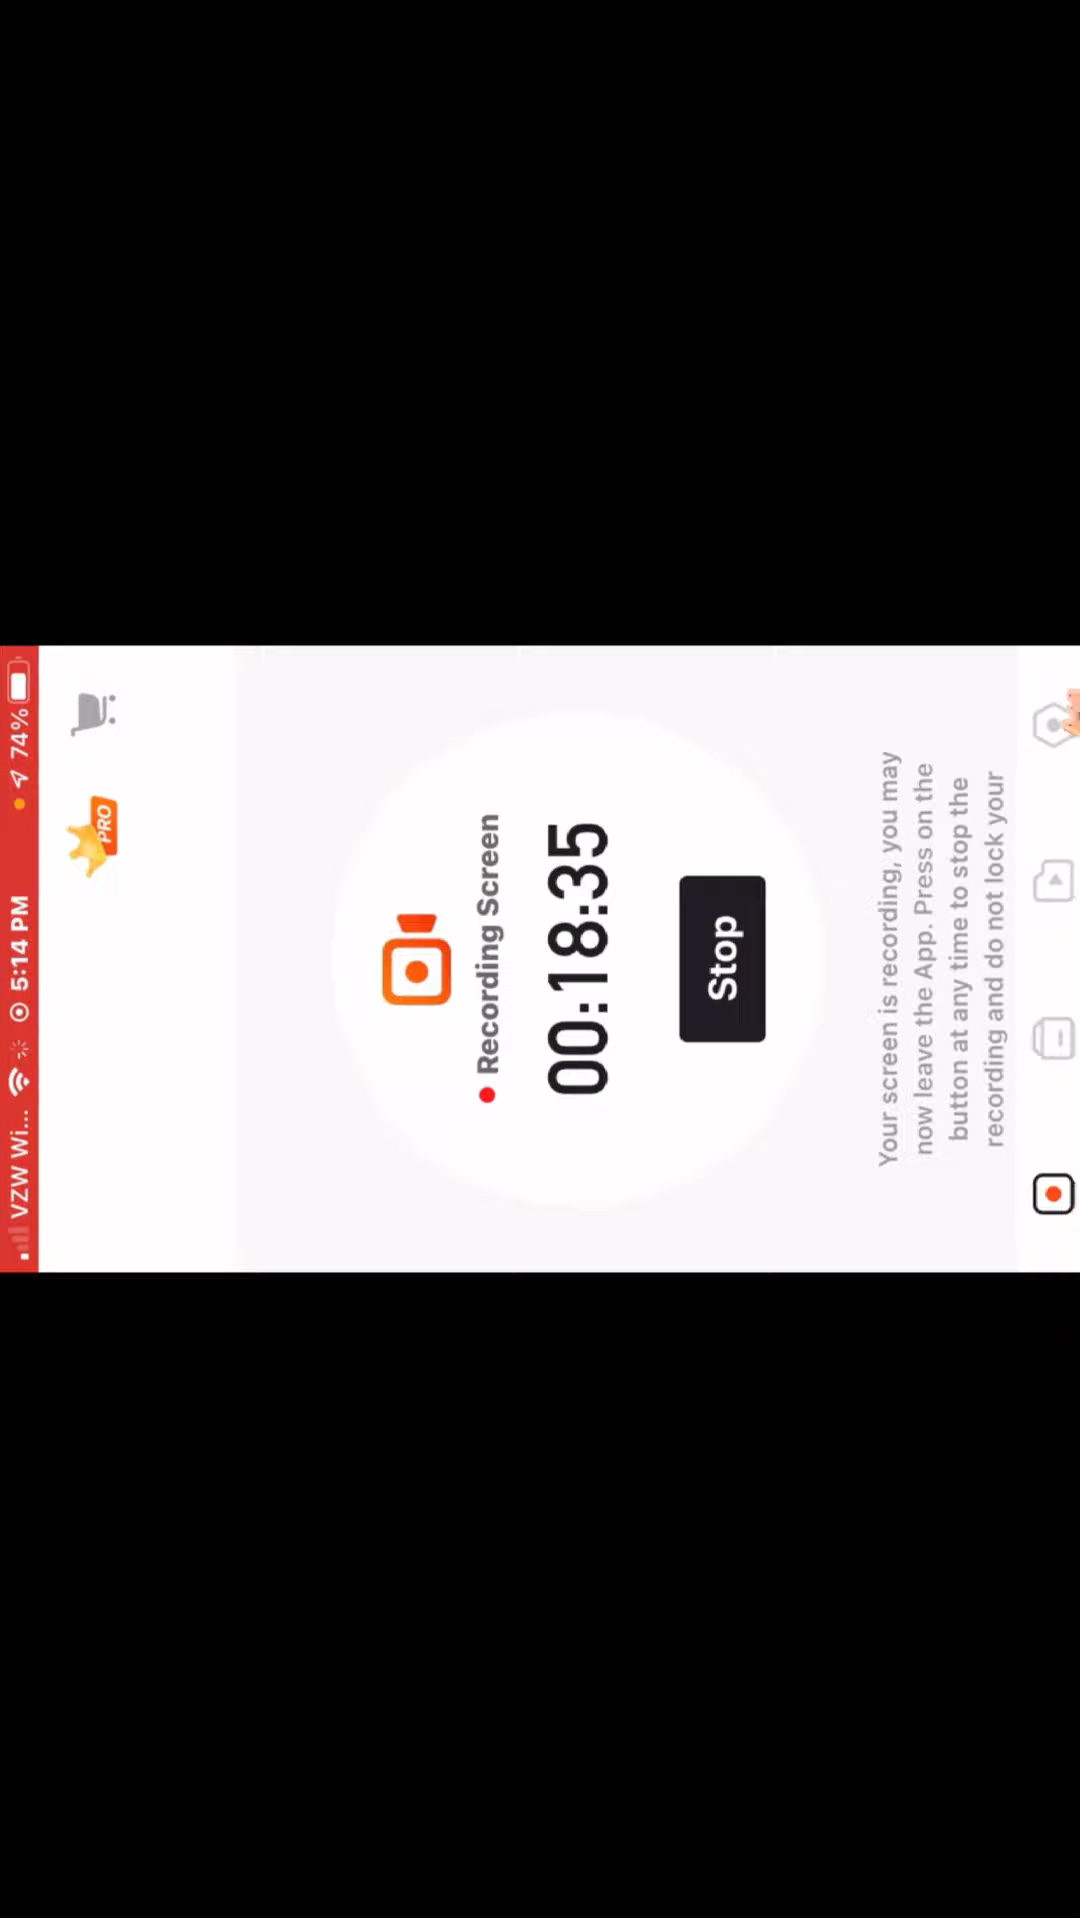 VZW Wi... 5:14 PM 74%
PRO
Recording Screen
00:18:35
Stop
Your screen is recording, you may
now leave the App. Press on the
button at any time to stop the
recording and do not lock your